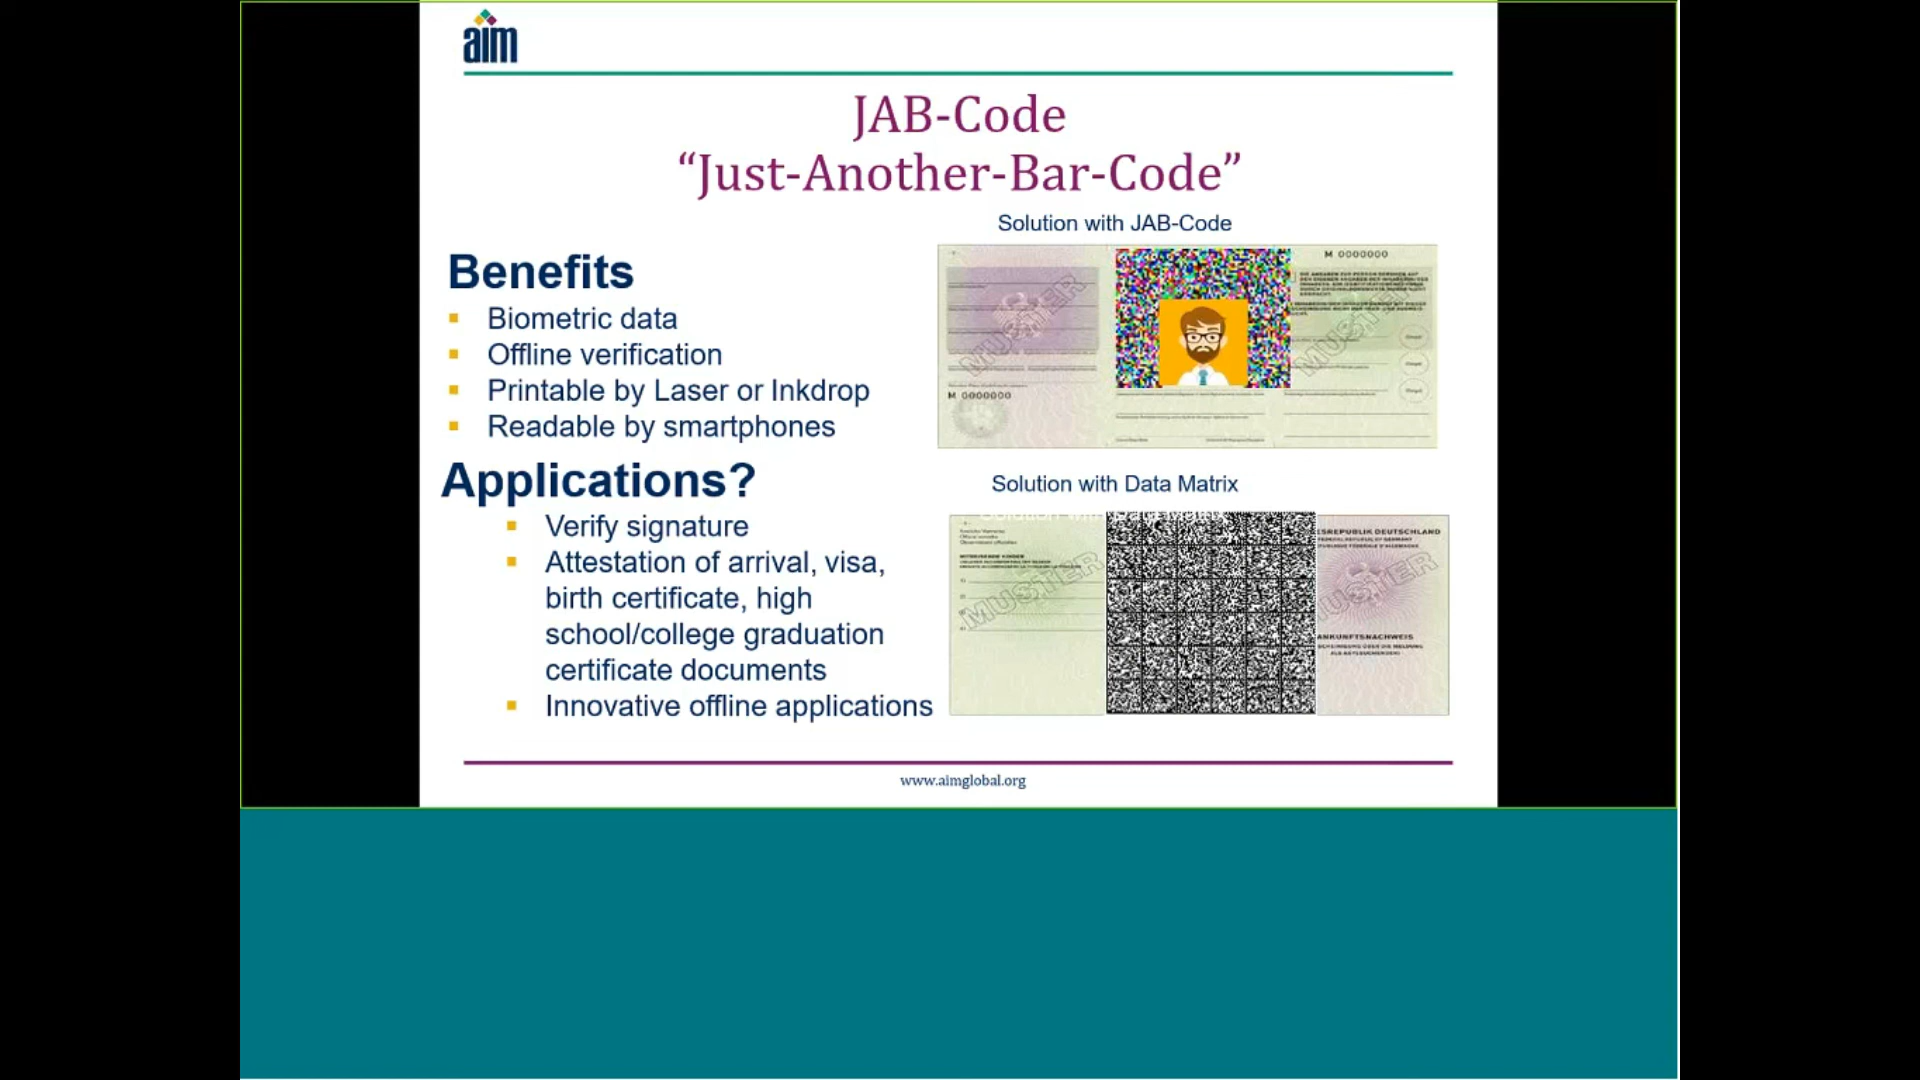 aim
JAB-Code
“Just-Another-Bar-Code”
Solution with JAB-Code
Benefits
▪ Biometric data
▪ Offline verification
▪ Printable by Laser or Inkdrop
▪ Readable by smartphones
Applications?
▪ Verify signature
▪ Attestation of arrival, visa,
birth certificate, high
school/college graduation
certificate documents
▪ Innovative offline applications
M 0000000
MUSTER
MUSTER
M 0000000
Solution with Data Matrix
MUSTER
ESREPUBLIK DEUTSCHLAND
MUSTER
ANKUNFTSNACHWEIS
www.aimglobal.org